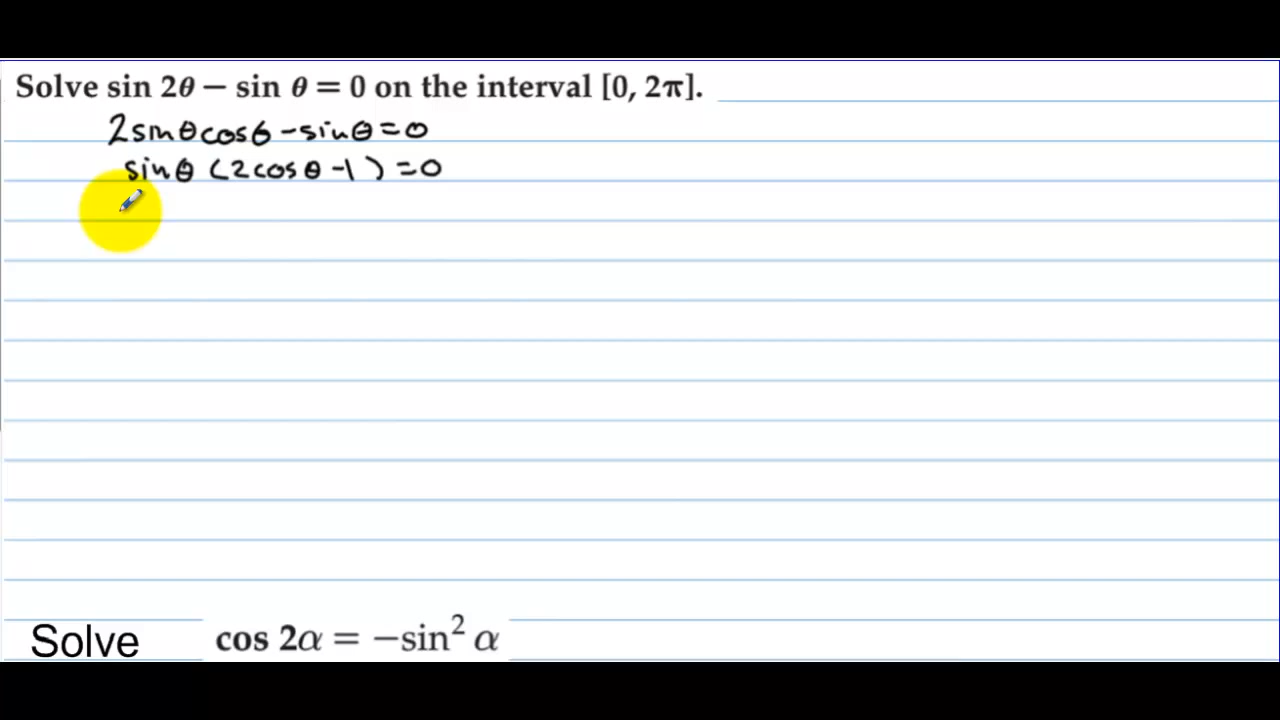 Solve sin 2θ − sin θ = 0 on the interval [0, 2π].
2sinθcosθ-sinθ=0
sinθ (2cosθ-1)=0
Solve cos 2α = −sin² α